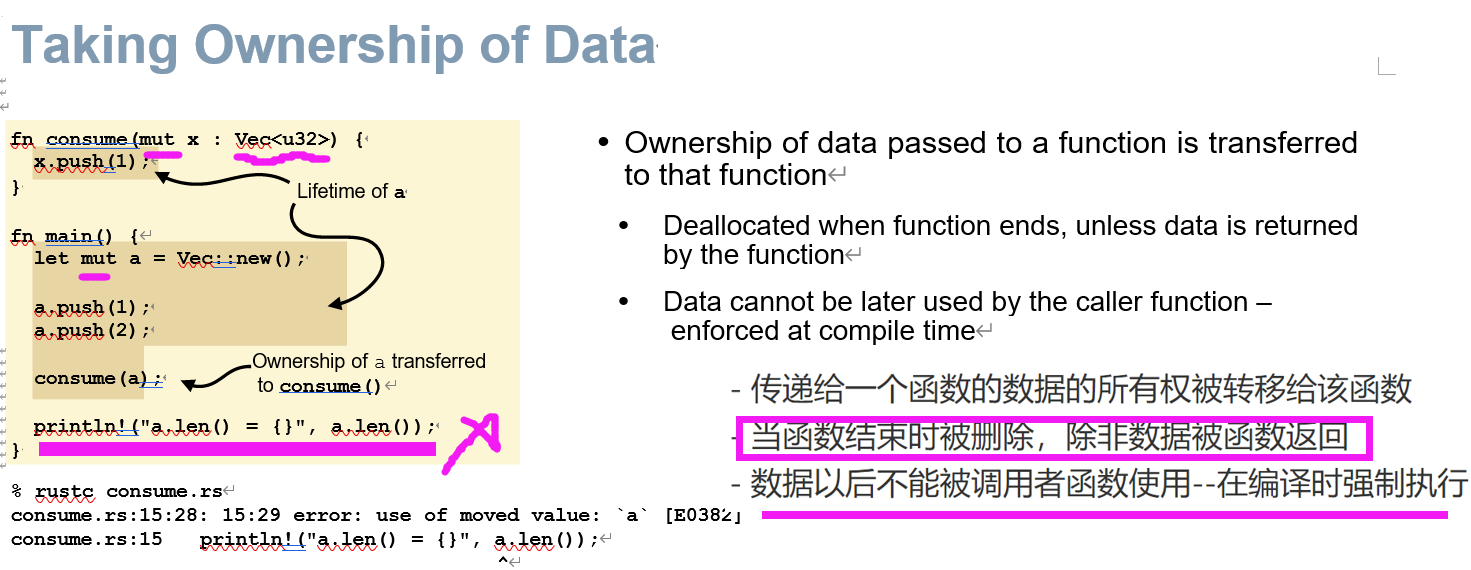 Taking Ownership of Data
fn consume(mut x : Vec<u32>) {
x.push(1);
}
Lifetime of a
fn main() {
let mut a = Vec::new();
a.push(1);
a.push(2);
Ownership of a transferred
to consume()
consume(a);
println!("a.len() = {}", a.len());
}
% rustc consume.rs
consume.rs:15:28: 15:29 error: use of moved value: `a` [E0382]
consume.rs:15 println!("a.len() = {}", a.len());
^
• Ownership of data passed to a function is transferred
to that function
• Deallocated when function ends, unless data is returned
by the function
• Data cannot be later used by the caller function –
enforced at compile time
- 传递给一个函数的数据的所有权被转移给该函数
- 当函数结束时被删除，除非数据被函数返回
- 数据以后不能被调用者函数使用--在编译时强制执行